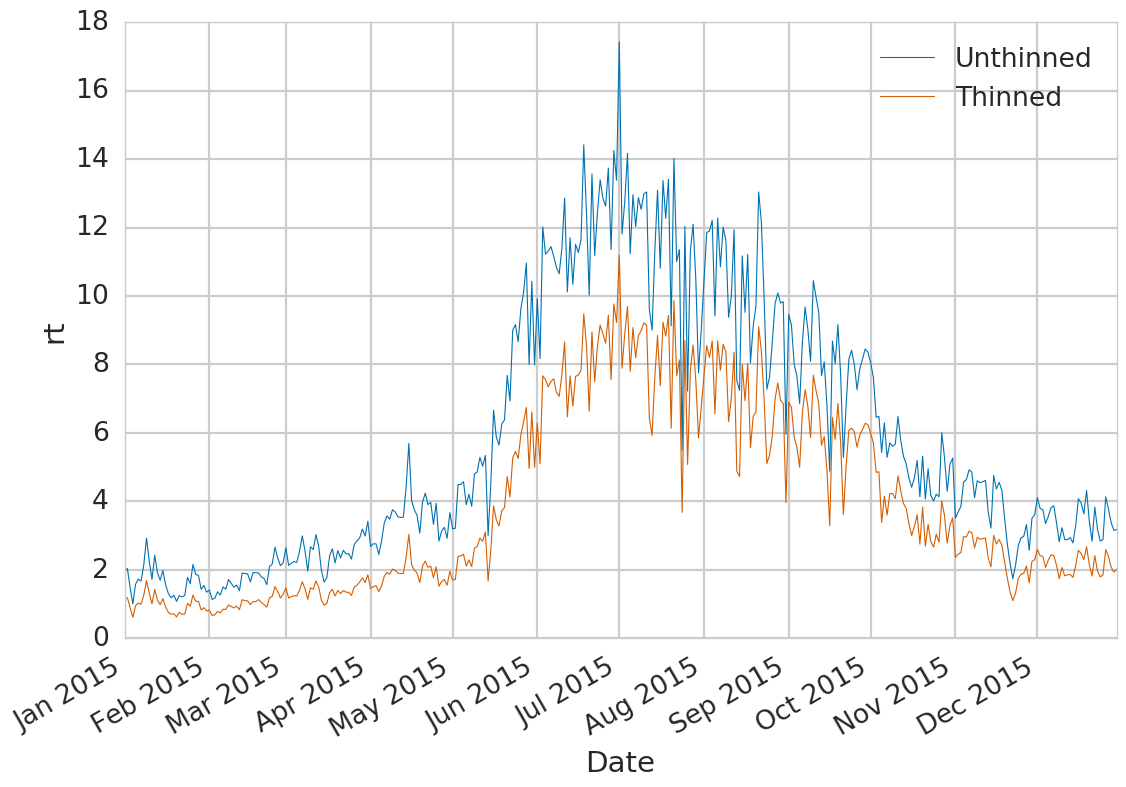 18
16
14
12
10
8
6
4
2
0
rt
Unthinned
Thinned
Jan 2015
Feb 2015
Mar 2015
Apr 2015
May 2015
Jun 2015
Jul 2015
Aug 2015
Sep 2015
Oct 2015
Nov 2015
Dec 2015
Date